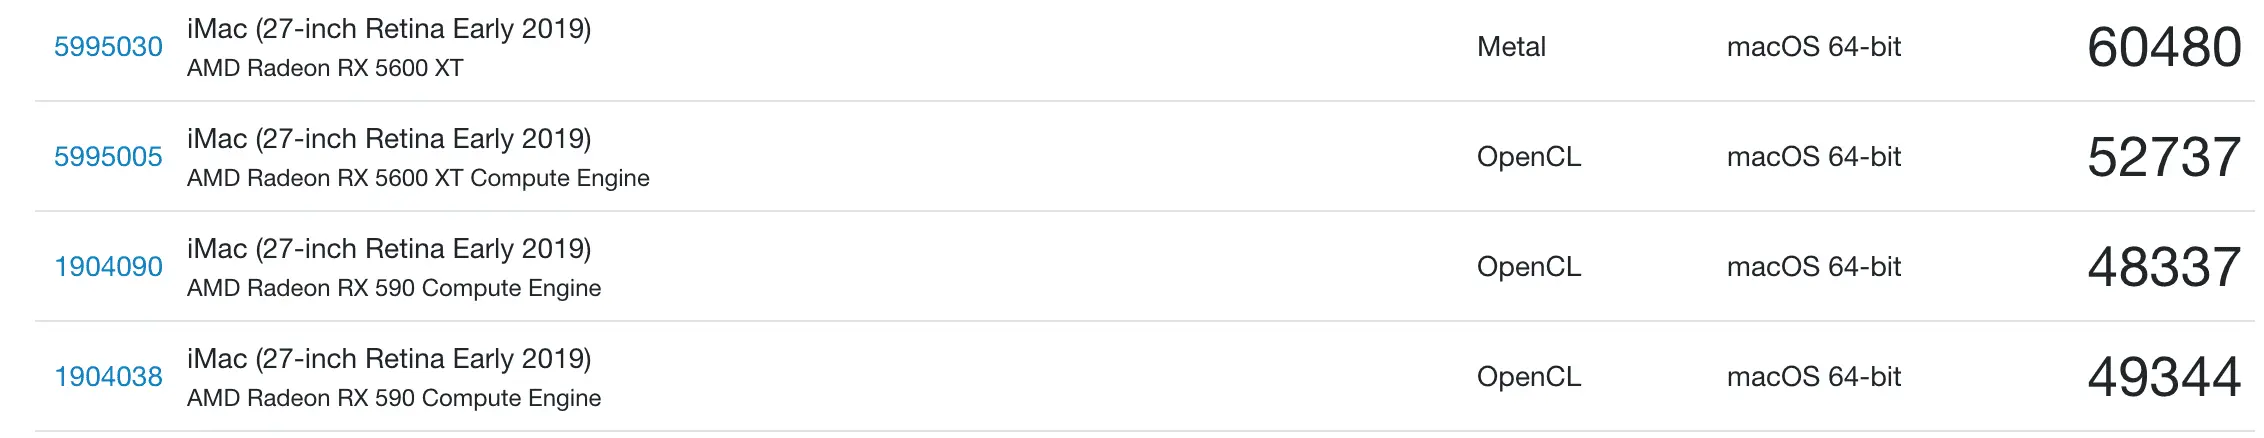 5995030
iMac (27-inch Retina Early 2019)
AMD Radeon RX 5600 XT
Metal
macOS 64-bit
60480
5995005
iMac (27-inch Retina Early 2019)
AMD Radeon RX 5600 XT Compute Engine
OpenCL
macOS 64-bit
52737
1904090
iMac (27-inch Retina Early 2019)
AMD Radeon RX 590 Compute Engine
OpenCL
macOS 64-bit
48337
1904038
iMac (27-inch Retina Early 2019)
AMD Radeon RX 590 Compute Engine
OpenCL
macOS 64-bit
49344